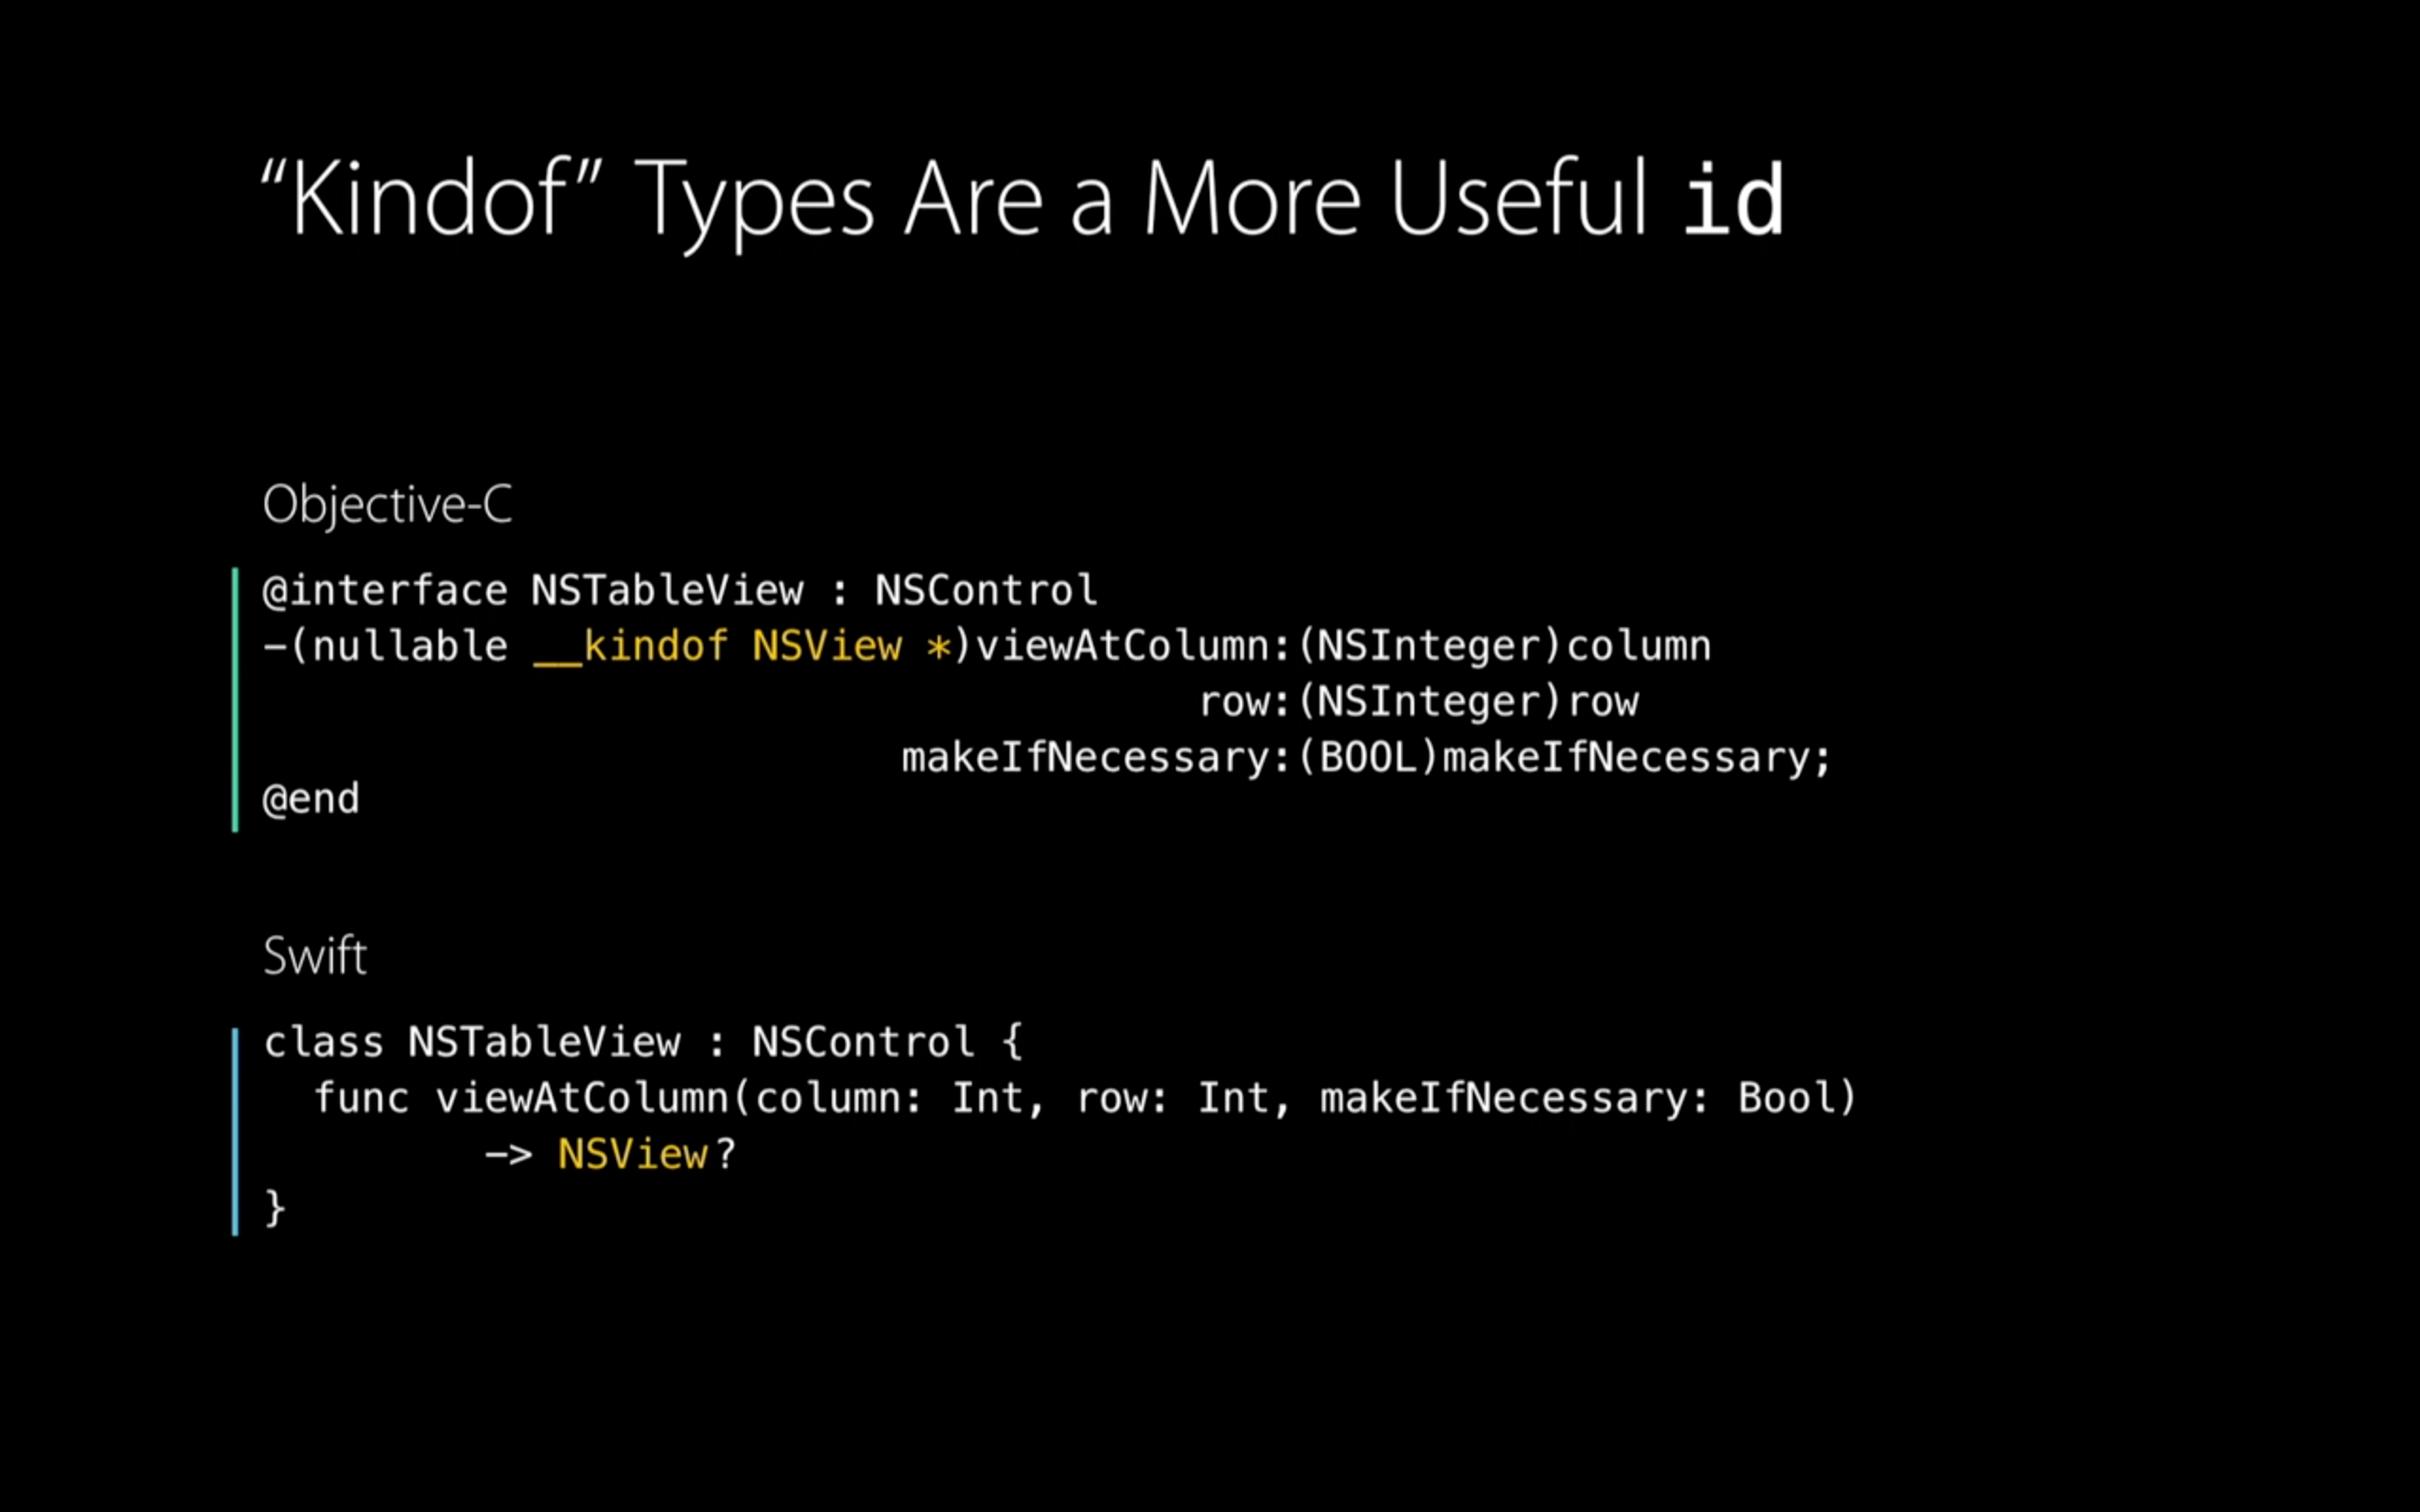 “Kindof” Types Are a More Useful id
Objective-C
@interface NSTableView : NSControl
-(nullable __kindof NSView *)viewAtColumn:(NSInteger)column
row:(NSInteger)row
makeIfNecessary:(BOOL)makeIfNecessary;
@end
Swift
class NSTableView : NSControl {
func viewAtColumn(column: Int, row: Int, makeIfNecessary: Bool)
-> NSView?
}